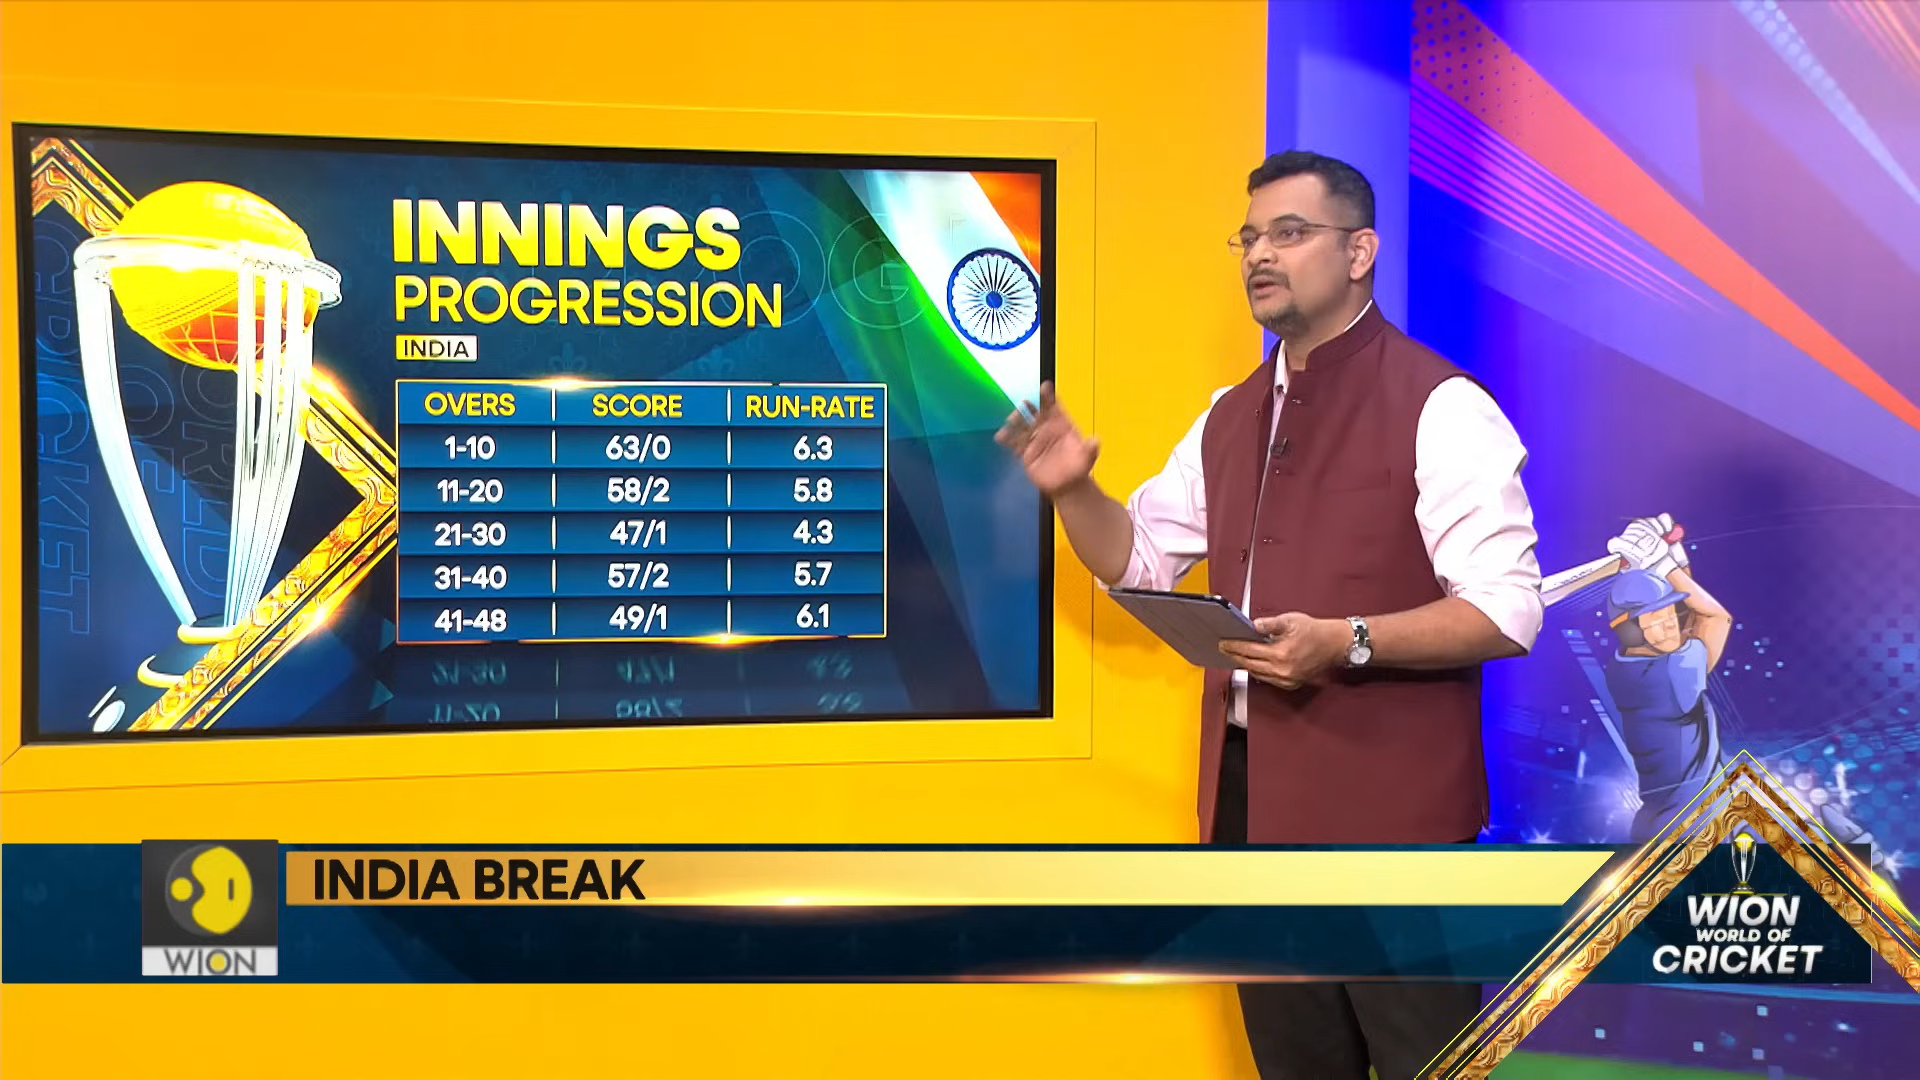 INNINGS
PROGRESSION
INDIA
OVERS SCORE RUN-RATE
1-10 63/0 6.3
11-20 58/2 5.8
21-30 47/1 4.3
31-40 57/2 5.7
41-48 49/1 6.1
INDIA BREAK
WION
WION
WORLD OF
CRICKET